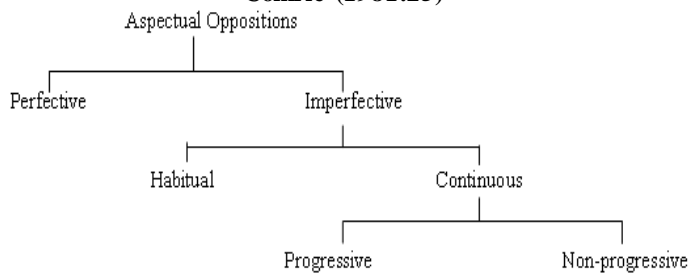 Aspectual Oppositions
Perfective Imperfective
Habitual Continuous
Progressive Non-progressive